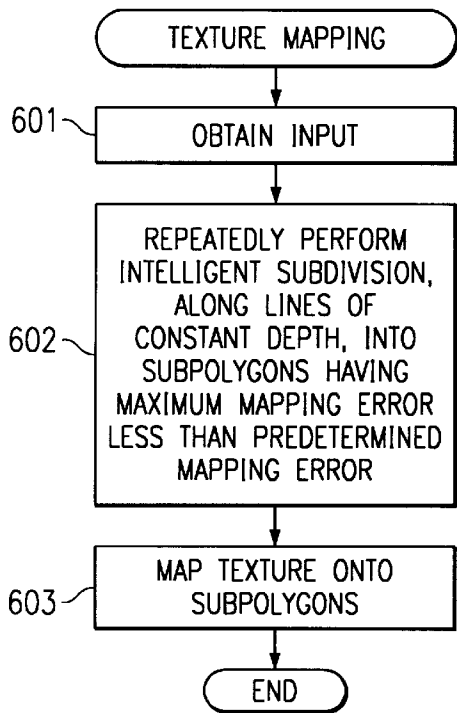 TEXTURE MAPPING
601
OBTAIN INPUT
602
REPEATEDLY PERFORM
INTELLIGENT SUBDIVISION,
ALONG LINES OF
CONSTANT DEPTH, INTO
SUBPOLYGONS HAVING
MAXIMUM MAPPING ERROR
LESS THAN PREDETERMINED
MAPPING ERROR
603
MAP TEXTURE ONTO
SUBPOLYGONS
END